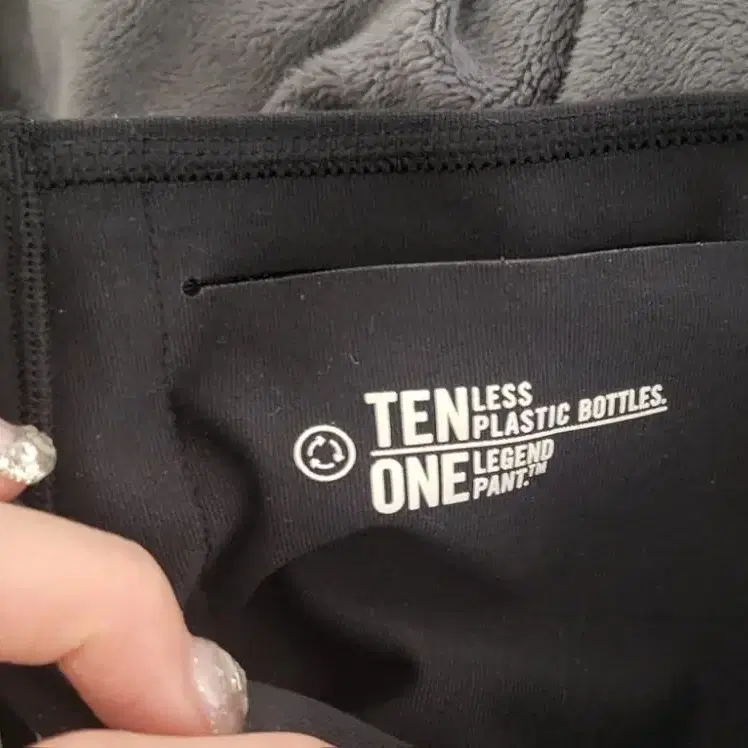 TEN LESS
PLASTIC BOTTLES.
ONE LEGEND
PANT.™